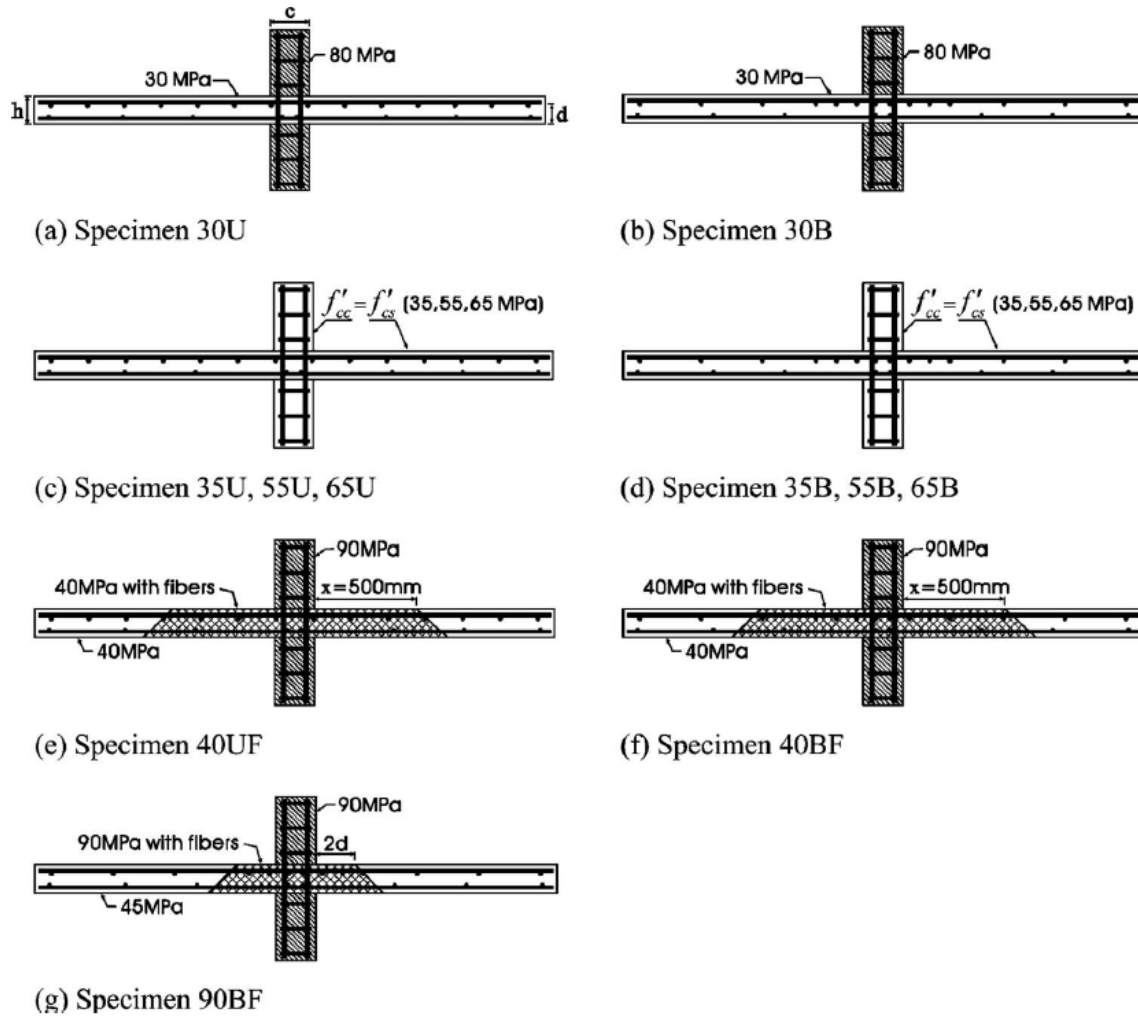 c
80 MPa
30 MPa
h
d
(a) Specimen 30U
80 MPa
30 MPa
(b) Specimen 30B
f'cc = f'cs (35,55,65 MPa)
(c) Specimen 35U, 55U, 65U
f'cc = f'cs (35,55,65 MPa)
(d) Specimen 35B, 55B, 65B
90MPa
40MPa with fibers
x=500mm
40MPa
(e) Specimen 40UF
90MPa
40MPa with fibers
x=500mm
40MPa
(f) Specimen 40BF
90MPa
90MPa with fibers
2d
45MPa
(g) Specimen 90BF